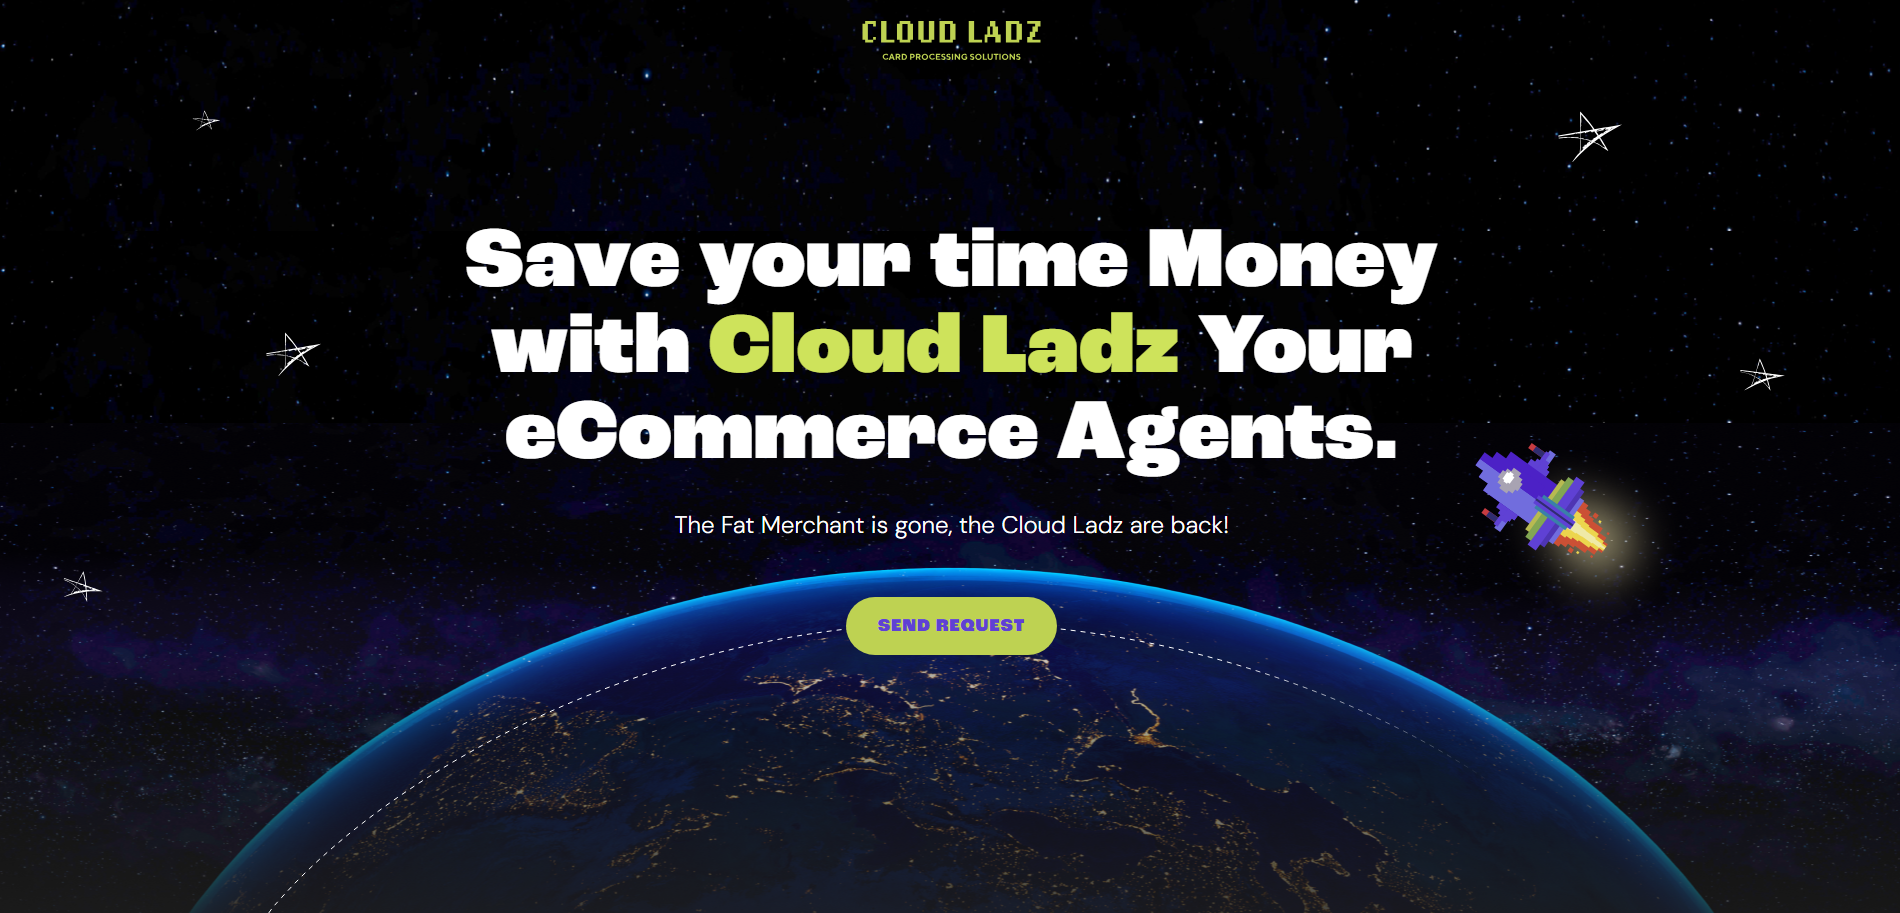 CLOUD LADZ
CARD PROCESSING SOLUTIONS
Save your time Money
with Cloud Ladz Your
eCommerce Agents.
The Fat Merchant is gone, the Cloud Ladz are back!
SEND REQUEST